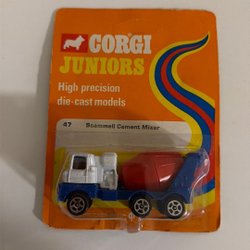 CORGI
JUNIORS
High precision
die-cast models
47 Scammell Cement Mixer